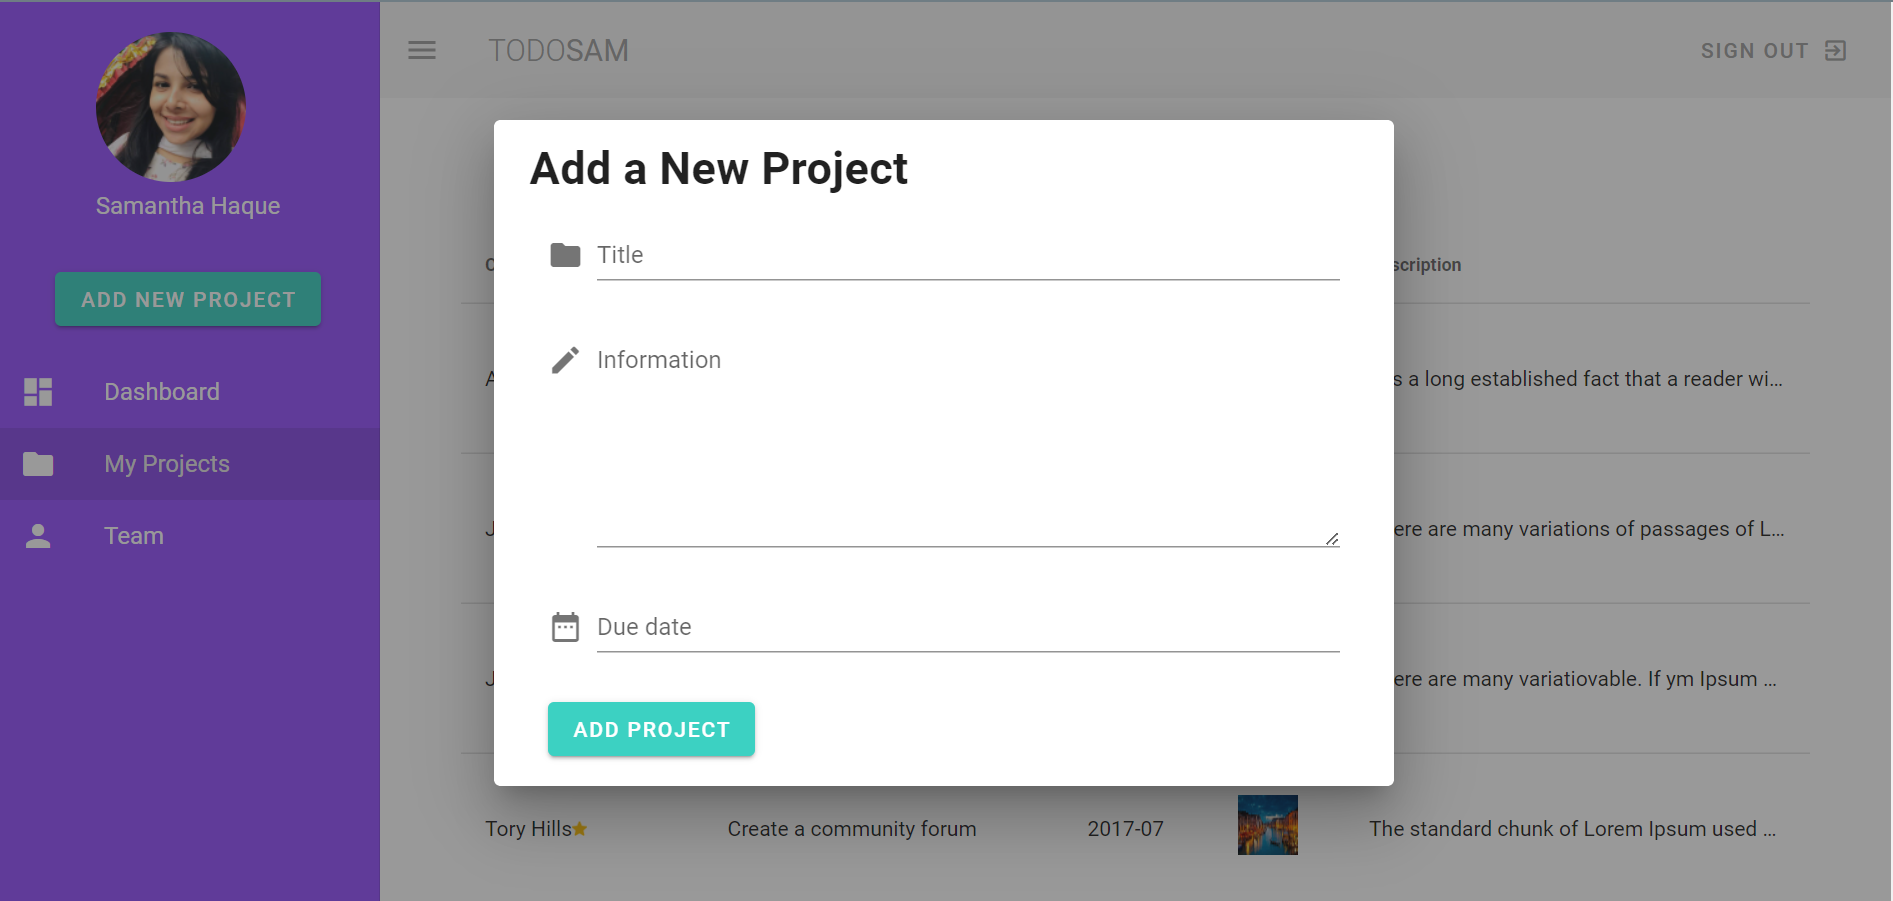 TODOSAM
SIGN OUT
Samantha Haque
ADD NEW PROJECT
Dashboard
My Projects
Team
Add a New Project
Title
Information
Due date
ADD PROJECT
scription
s a long established fact that a reader wi...
ere are many variations of passages of L...
ere are many variatiovable. If ym Ipsum ...
Tory Hills Create a community forum 2017-07 The standard chunk of Lorem Ipsum used ...